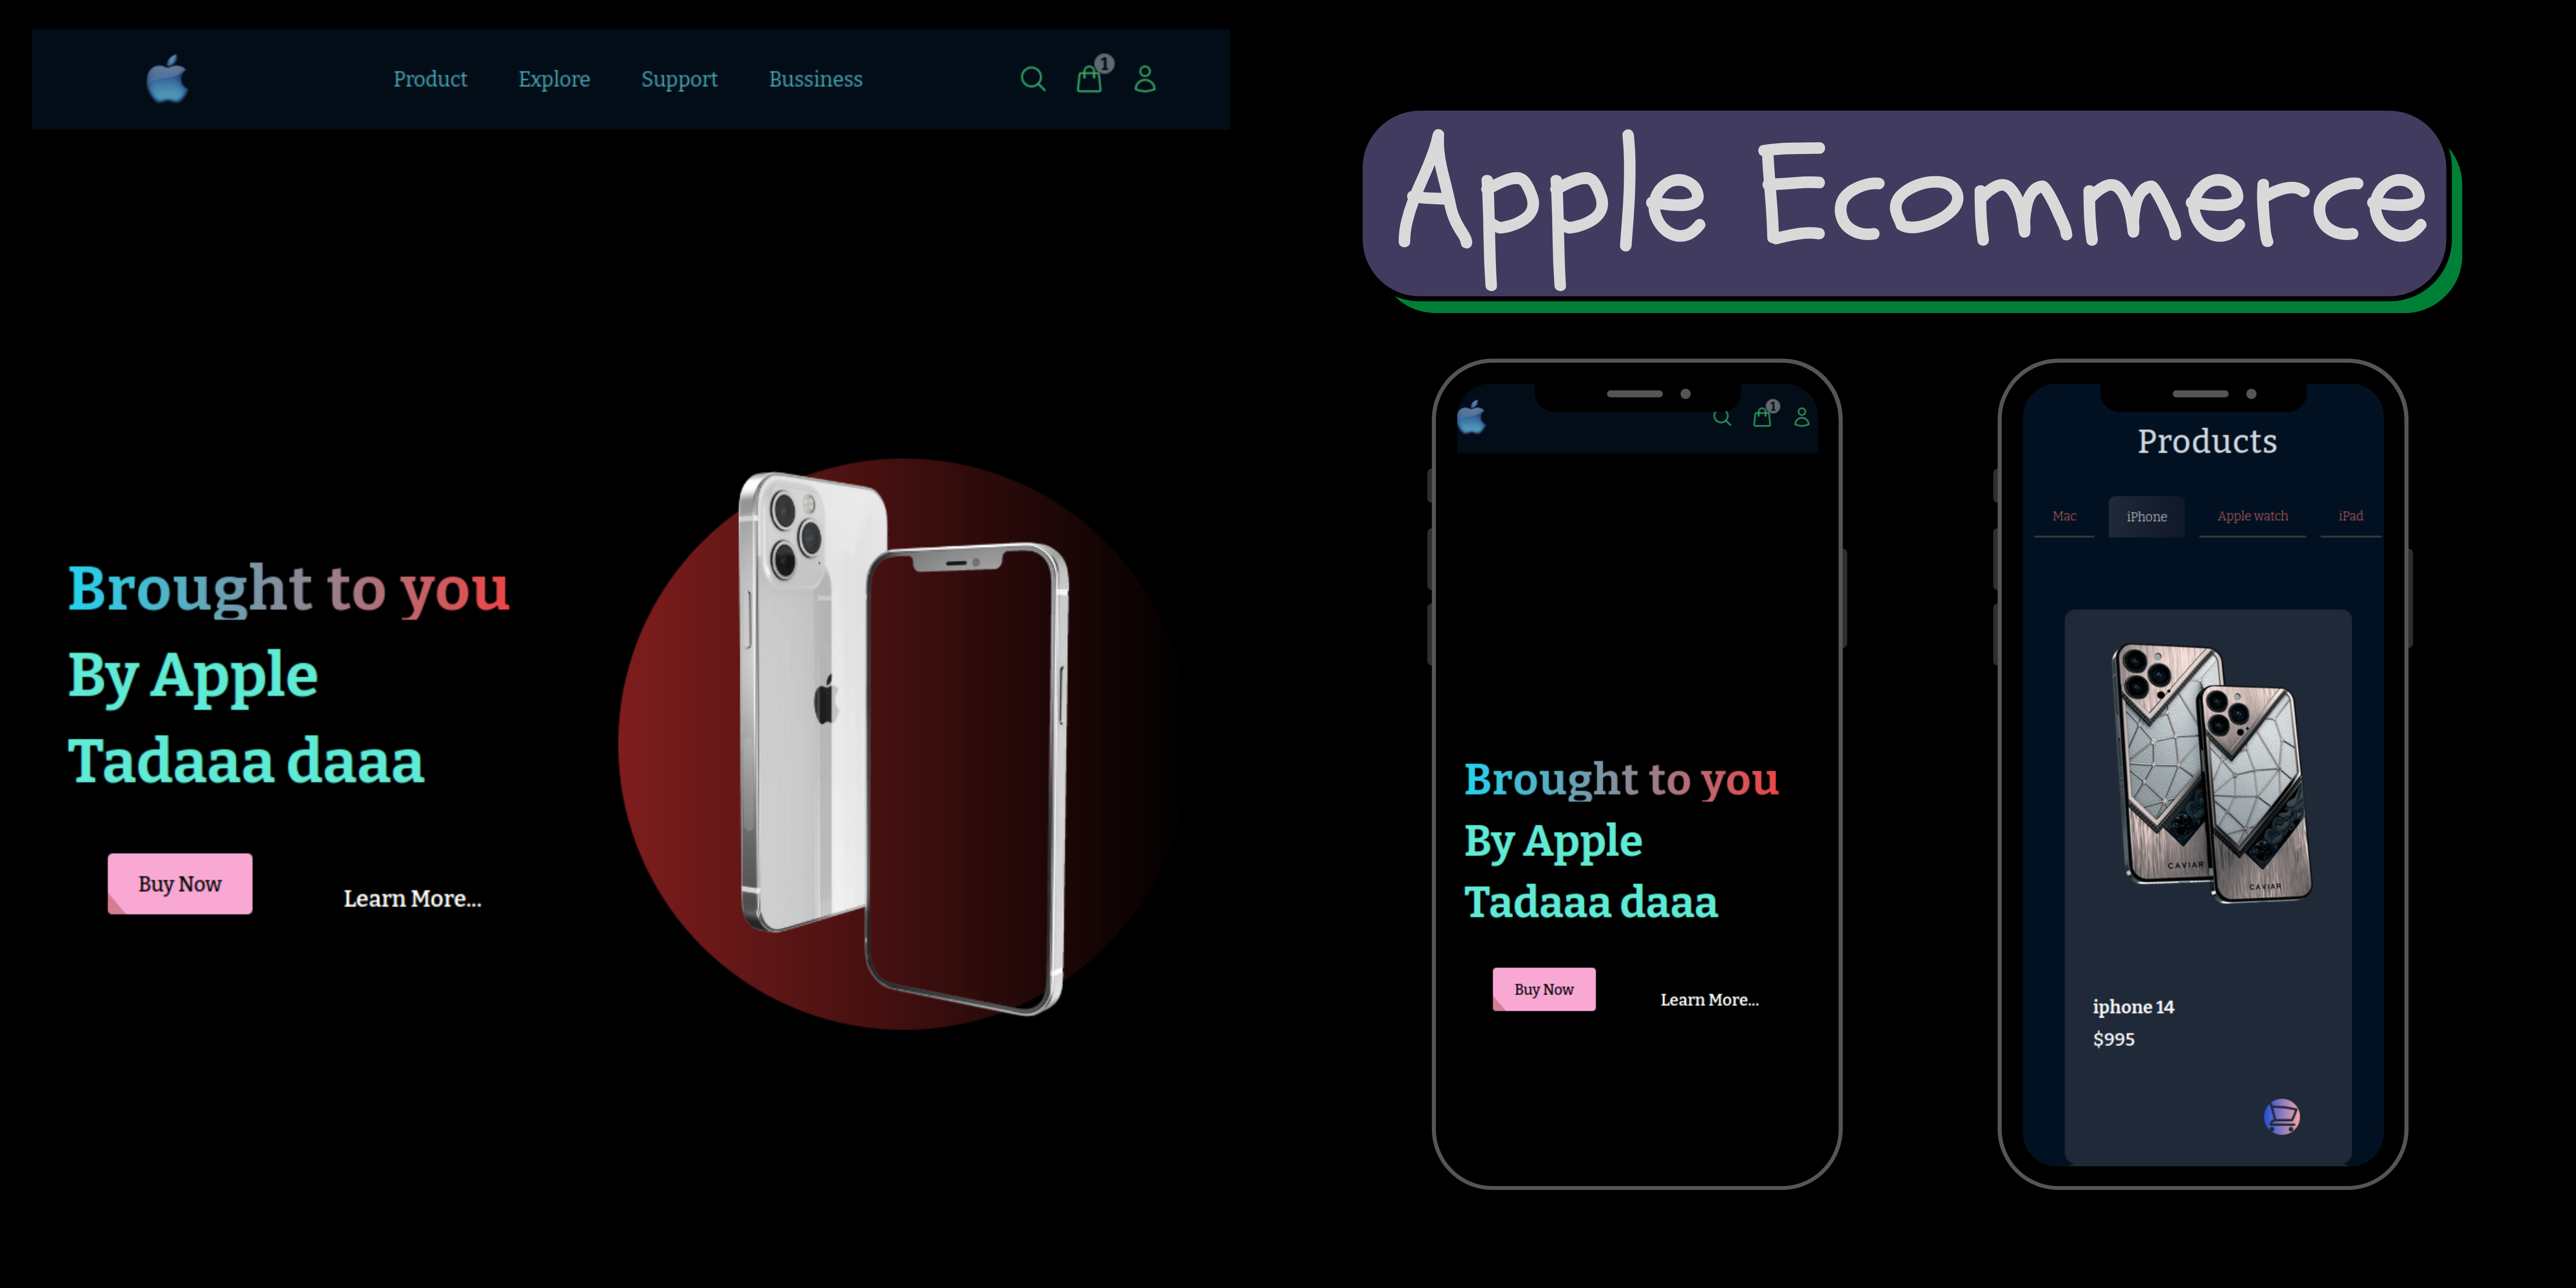 Product Explore Support Bussiness
1
Brought to you
By Apple
Tadaaa daaa
Buy Now
Learn More...
Apple Ecommerce
1
Brought to you
By Apple
Tadaaa daaa
Buy Now
Learn More...
Products
Mac iPhone Apple watch iPad
CAVIAR
CAVIAR
iphone 14
$995